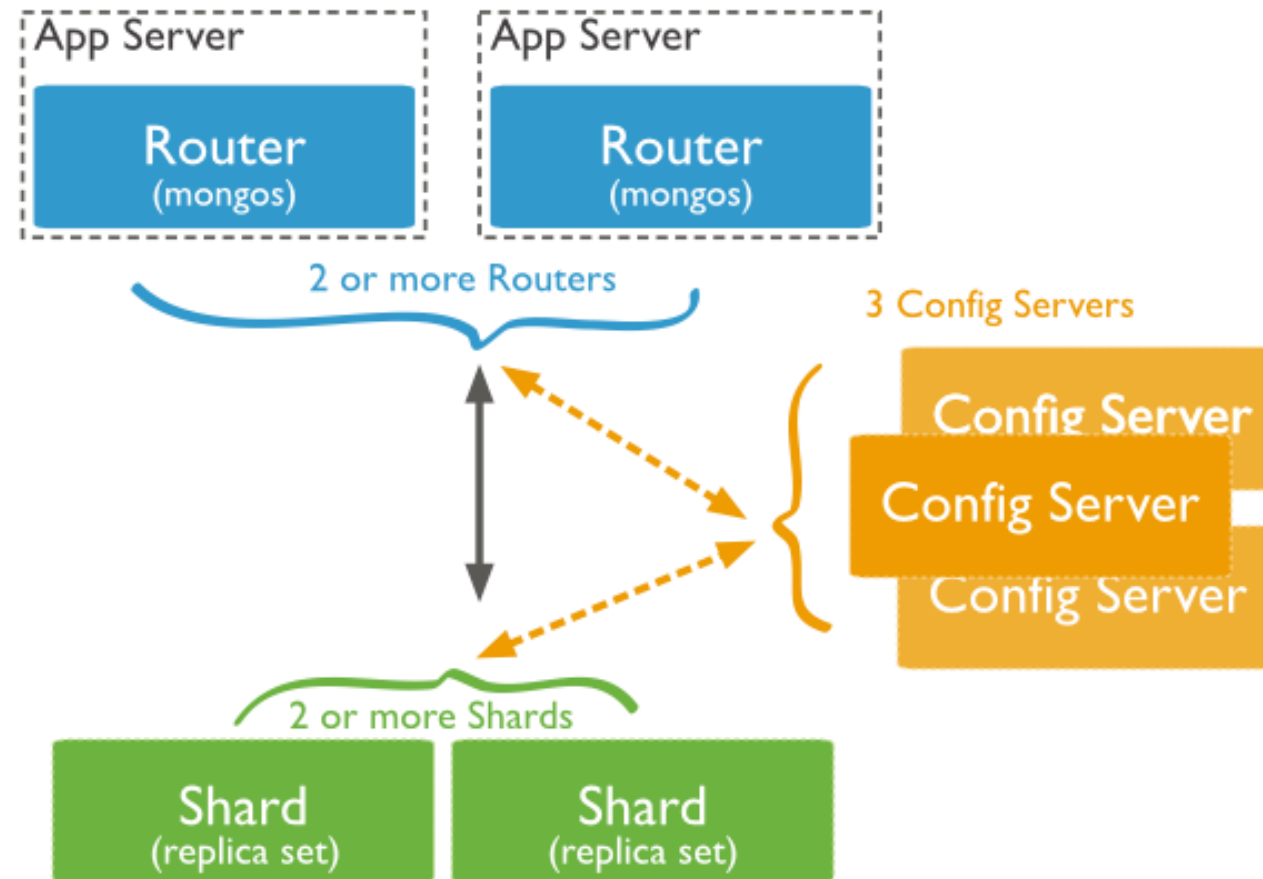 App Server
App Server
Router
(mongos)
Router
(mongos)
2 or more Routers
3 Config Servers
Config Server
Config Server
Config Server
2 or more Shards
Shard
(replica set)
Shard
(replica set)